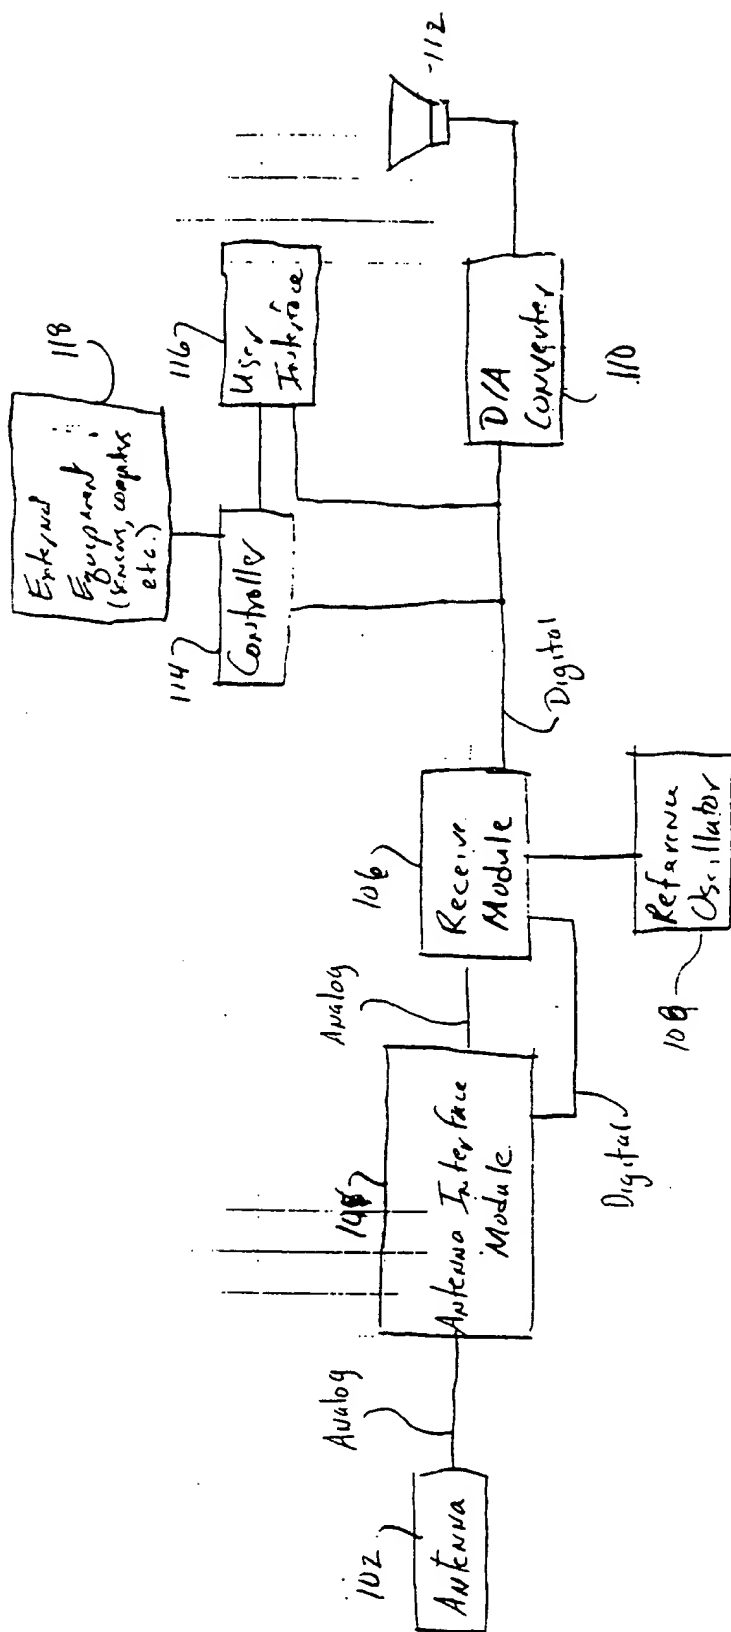 102
Antenna
Analog
Antenna Interface
Module
Analog
Digital
106
Receive
Module
Reference
Oscillator
Digital
114
Controller
118
External
Equipment
etc.)
116
User
Interface
D/A
Converter
110
112